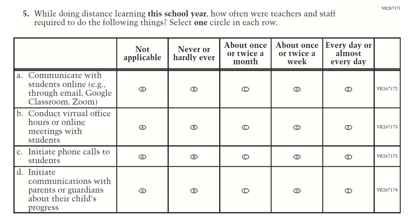 VR267171
5. While doing distance learning this school year, how often were teachers and staff
required to do the following things? Select one circle in each row.
Not
applicable
Never or
hardly ever
About once
or twice a
month
About once
or twice a
week
Every day or
almost
every day
a. Communicate with
students online (e.g.,
through email, Google
Classroom, Zoom)
A B C D E VR267172
b. Conduct virtual office
hours or online
meetings with
students
A B C D E VR267173
c. Initiate phone calls to
students
A B C D E VR267175
d. Initiate
communications with
parents or guardians
about their child's
progress
A B C D E VR267174